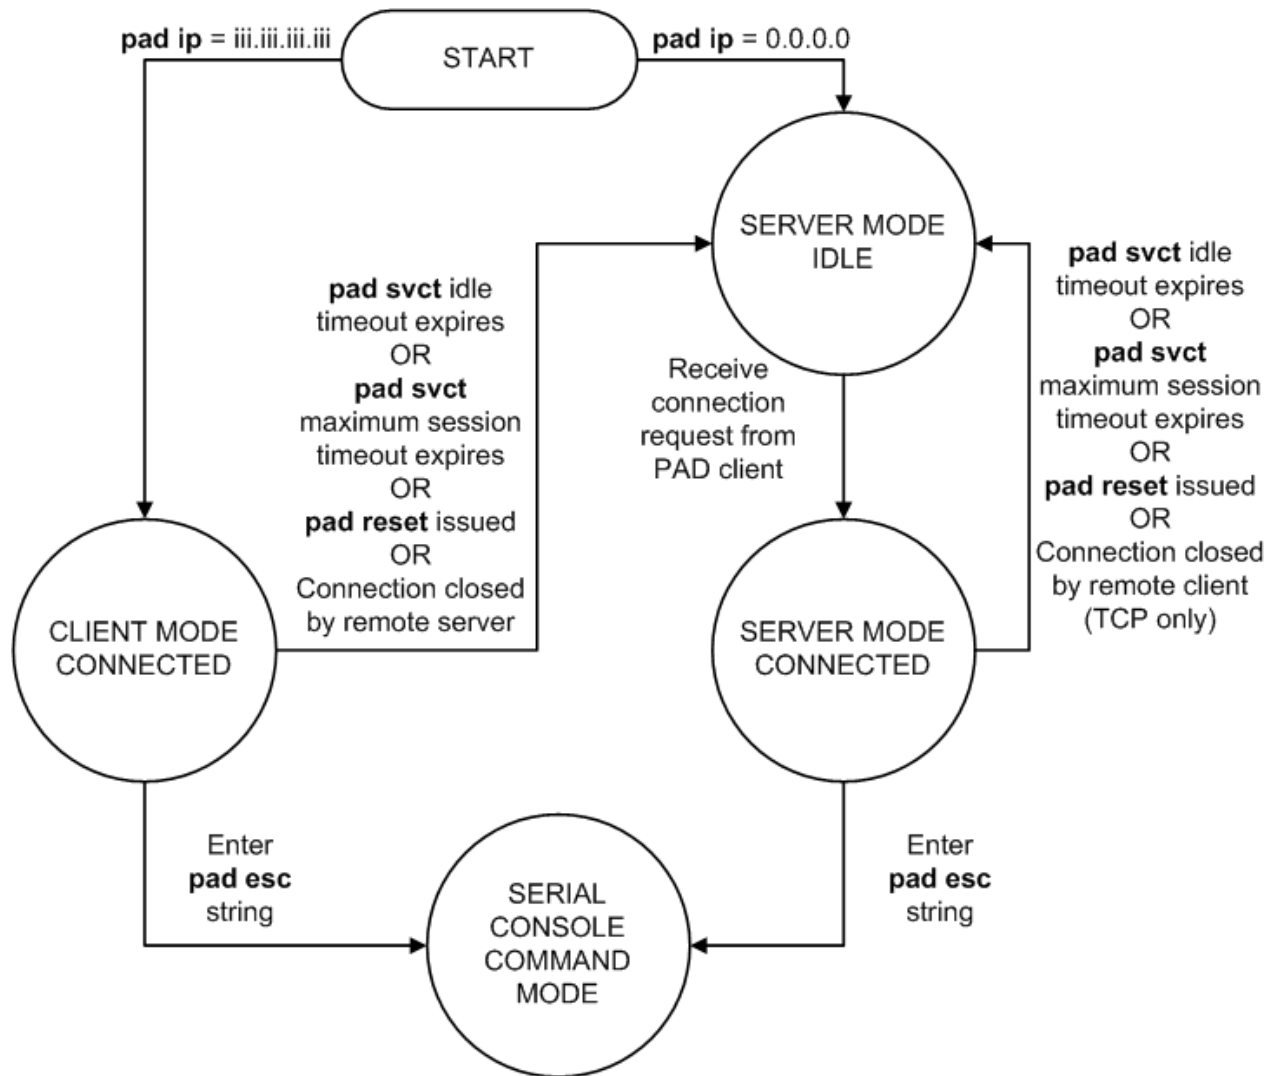 pad ip = iii.iii.iii.iii
START
pad ip = 0.0.0.0
SERVER MODE
IDLE
pad svct idle
timeout expires
OR
pad svct
maximum session
timeout expires
OR
pad reset issued
OR
Connection closed
by remote server
Receive
connection
request from
PAD client
pad svct idle
timeout expires
OR
pad svct
maximum session
timeout expires
OR
pad reset issued
OR
Connection closed
by remote client
(TCP only)
CLIENT MODE
CONNECTED
SERVER MODE
CONNECTED
Enter
pad esc
string
SERIAL
CONSOLE
COMMAND
MODE
Enter
pad esc
string